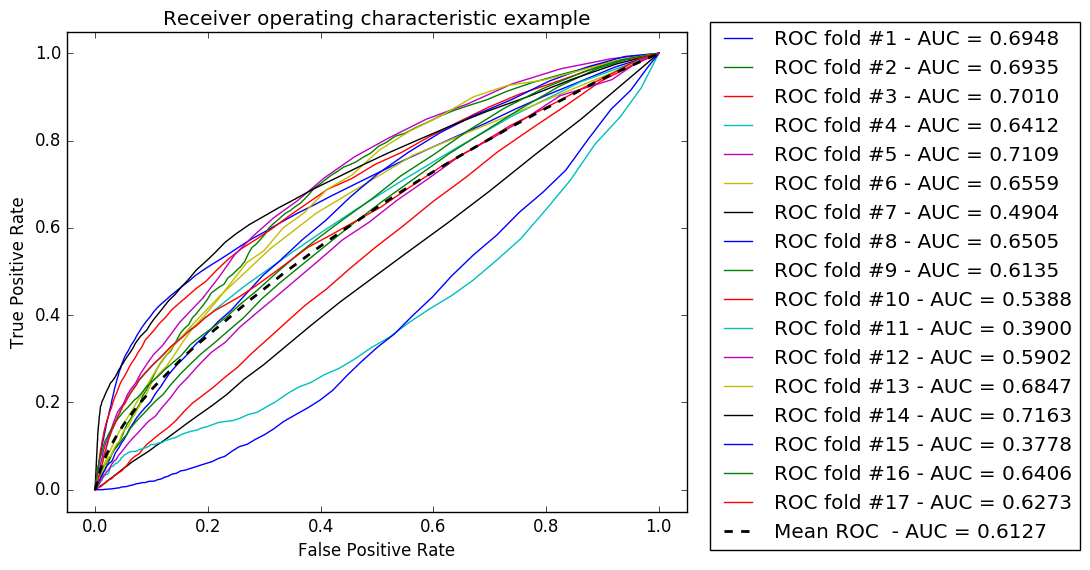 Receiver operating characteristic example
True Positive Rate
1.0
0.8
0.6
0.4
0.2
0.0
0.0 0.2 0.4 0.6 0.8 1.0
False Positive Rate
ROC fold #1 - AUC = 0.6948
ROC fold #2 - AUC = 0.6935
ROC fold #3 - AUC = 0.7010
ROC fold #4 - AUC = 0.6412
ROC fold #5 - AUC = 0.7109
ROC fold #6 - AUC = 0.6559
ROC fold #7 - AUC = 0.4904
ROC fold #8 - AUC = 0.6505
ROC fold #9 - AUC = 0.6135
ROC fold #10 - AUC = 0.5388
ROC fold #11 - AUC = 0.3900
ROC fold #12 - AUC = 0.5902
ROC fold #13 - AUC = 0.6847
ROC fold #14 - AUC = 0.7163
ROC fold #15 - AUC = 0.3778
ROC fold #16 - AUC = 0.6406
ROC fold #17 - AUC = 0.6273
Mean ROC  - AUC = 0.6127